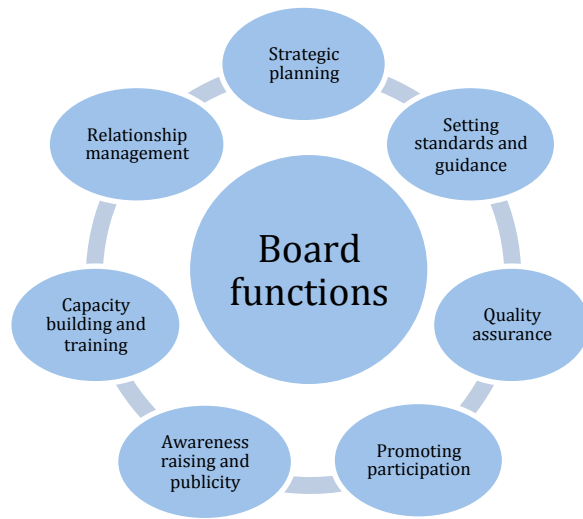 Strategic
planning
Setting
standards and
guidance
Quality
assurance
Promoting
participation
Awareness
raising and
publicity
Capacity
building and
training
Relationship
management
Board
functions